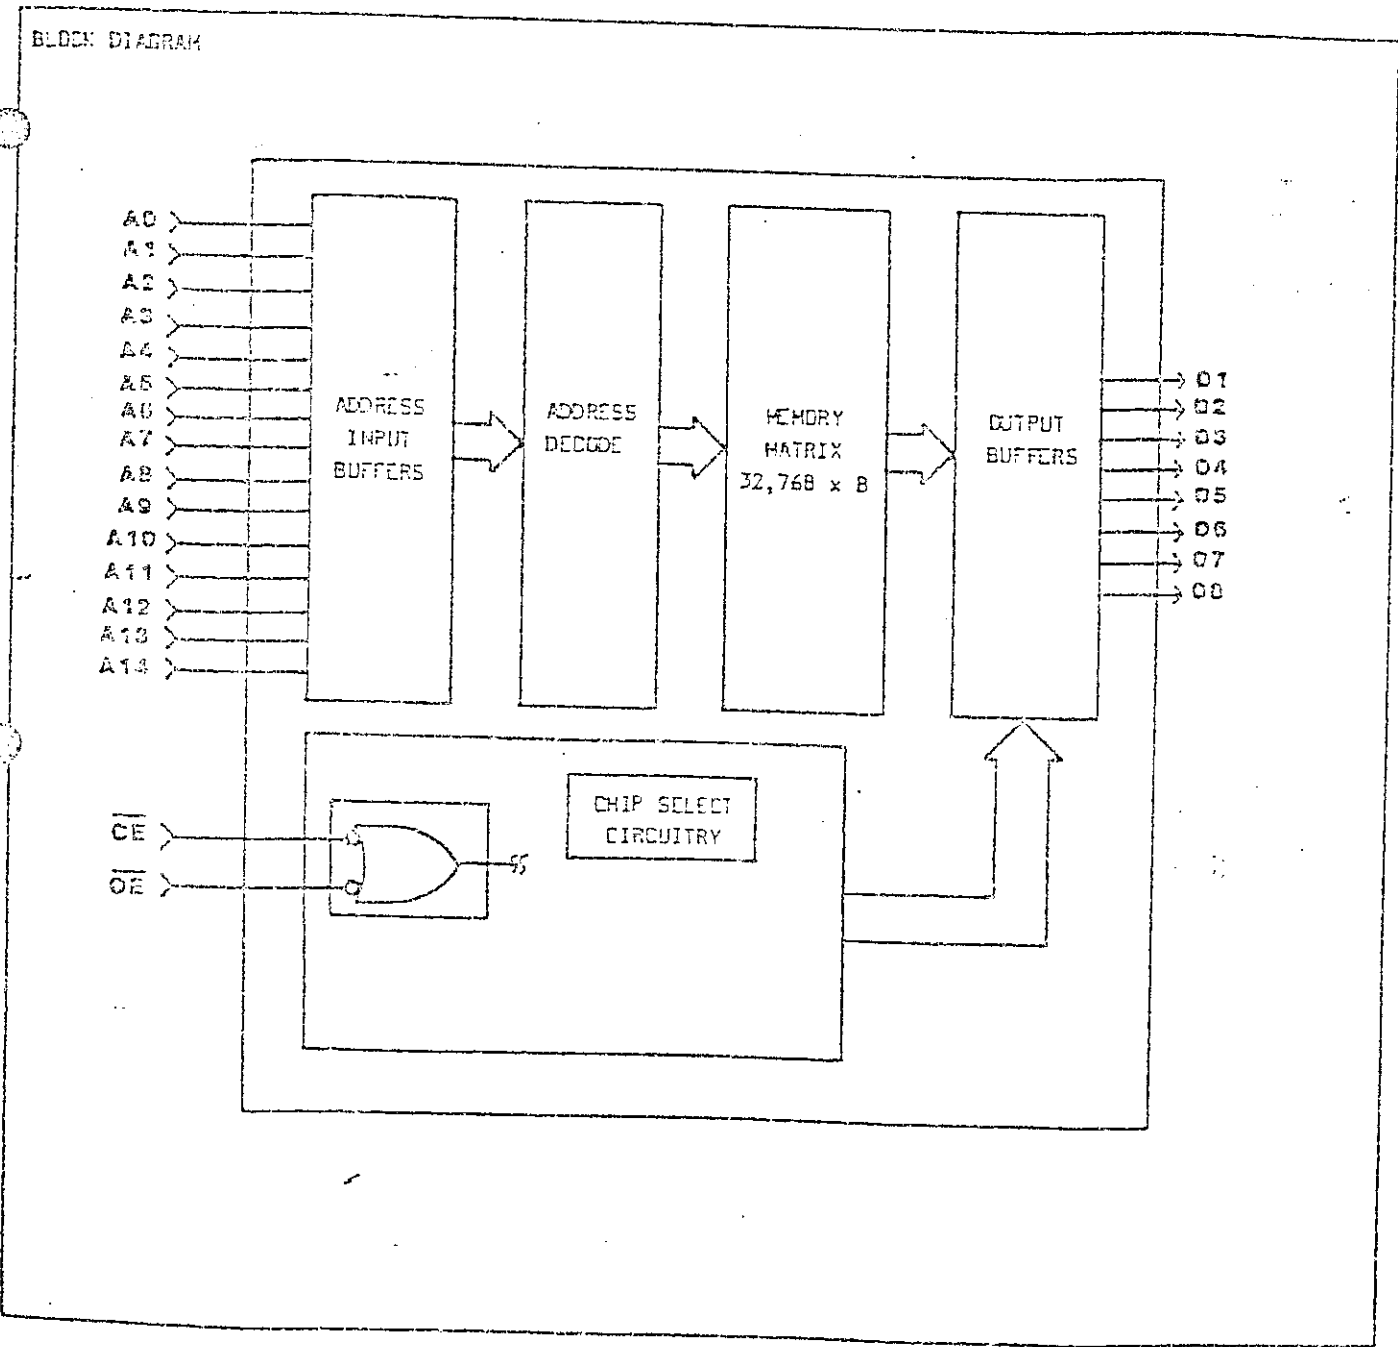 BLOCK DIAGRAM
A0
A1
A2
A3
A4
A5
A6
A7
A8
A9
A10
A11
A12
A13
A14
ADDRESS
INPUT
BUFFERS
ADDRESS
DECODE
MEMORY
MATRIX
32,768 x 8
OUTPUT
BUFFERS
O1
O2
O3
O4
O5
O6
O7
O8
CHIP SELECT
CIRCUITRY
C̅E̅
O̅E̅